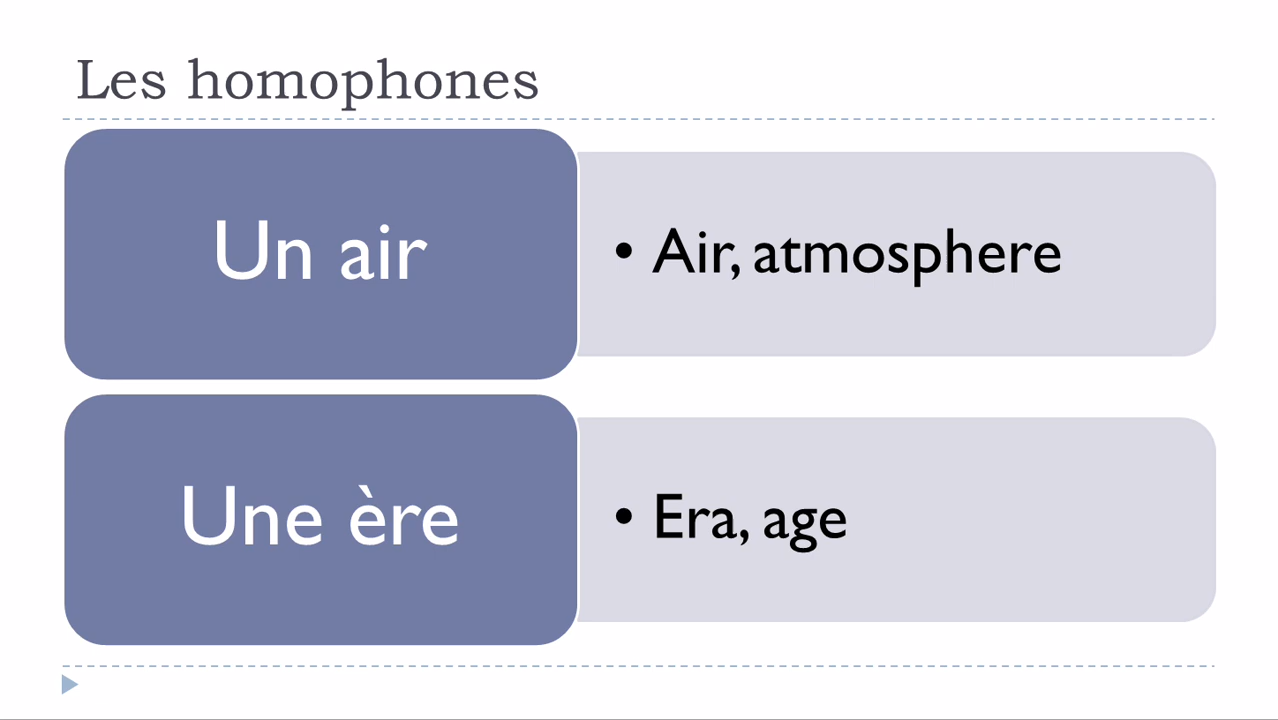 Les homophones
Un air
• Air, atmosphere
Une ère
• Era, age